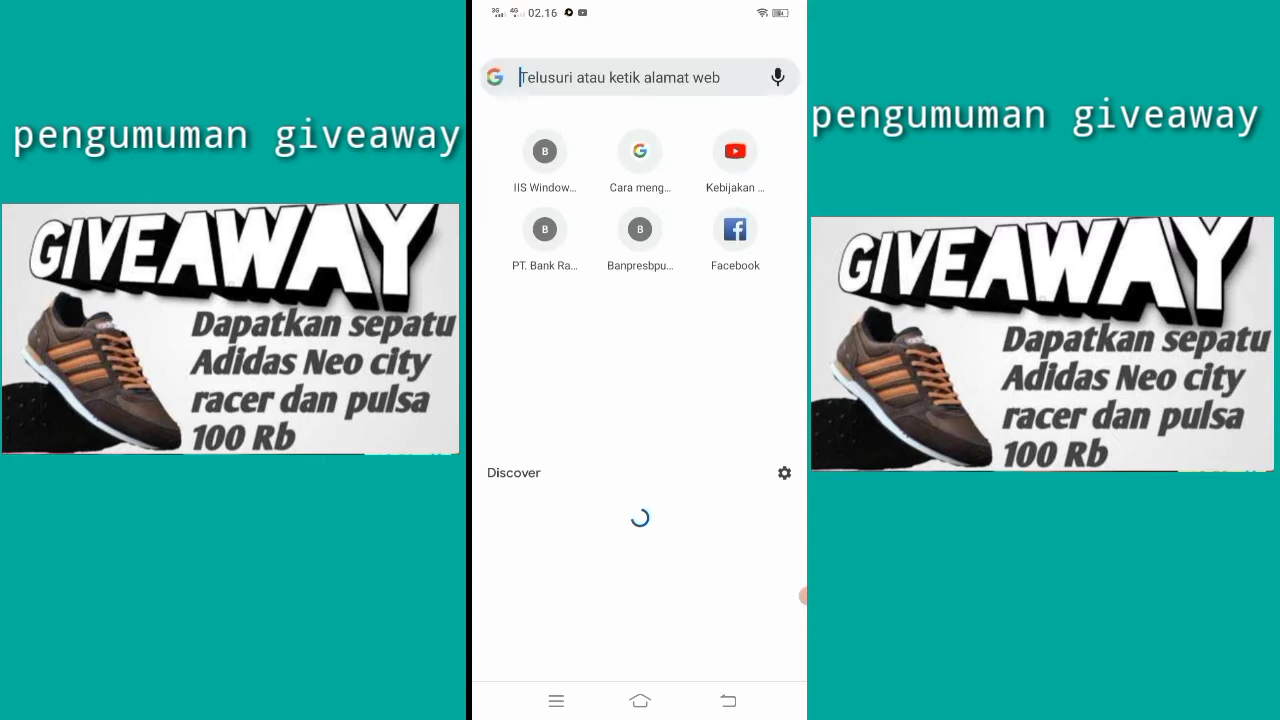 pengumuman giveaway
GIVEAWAY
Dapatkan sepatu
Adidas Neo city
racer dan pulsa
100 Rb
3G 4G 02.16
Telusuri atau ketik alamat web
B
IIS Window...
Cara meng...
Kebijakan ...
B
B
PT. Bank Ra...
Banpresbpu...
Facebook
Discover
pengumuman giveaway
GIVEAWAY
Dapatkan sepatu
Adidas Neo city
racer dan pulsa
100 Rb